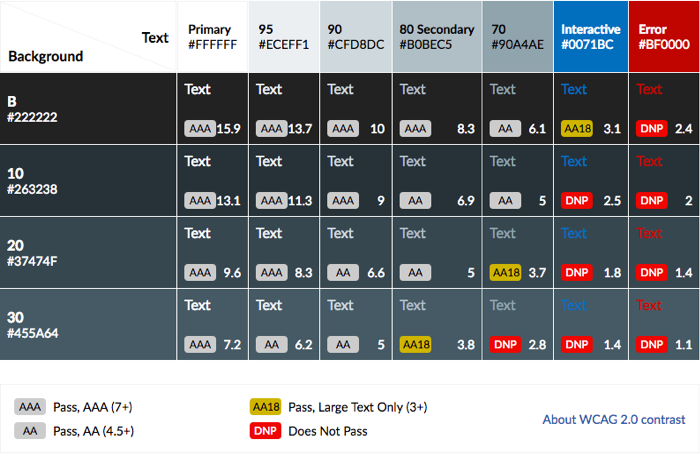 Text
Background
Primary #FFFFFF
95 #ECEFF1
90 #CFD8DC
80 Secondary #B0BEC5
70 #90A4AE
Interactive #0071BC
Error #BF0000
B #222222
Text Text Text Text Text Text Text
AAA 15.9 AAA 13.7 AAA 10 AAA 8.3 AA 6.1 AA18 3.1 DNP 2.4
10 #263238
Text Text Text Text Text Text Text
AAA 13.1 AAA 11.3 AAA 9 AA 6.9 AA 5 DNP 2.5 DNP 2
20 #37474F
Text Text Text Text Text Text Text
AAA 9.6 AAA 8.3 AA 6.6 AA 5 AA18 3.7 DNP 1.8 DNP 1.4
30 #455A64
Text Text Text Text Text Text Text
AAA 7.2 AA 6.2 AA 5 AA18 3.8 DNP 2.8 DNP 1.4 DNP 1.1
AAA Pass, AAA (7+)
AA Pass, AA (4.5+)
AA18 Pass, Large Text Only (3+)
DNP Does Not Pass
About WCAG 2.0 contrast